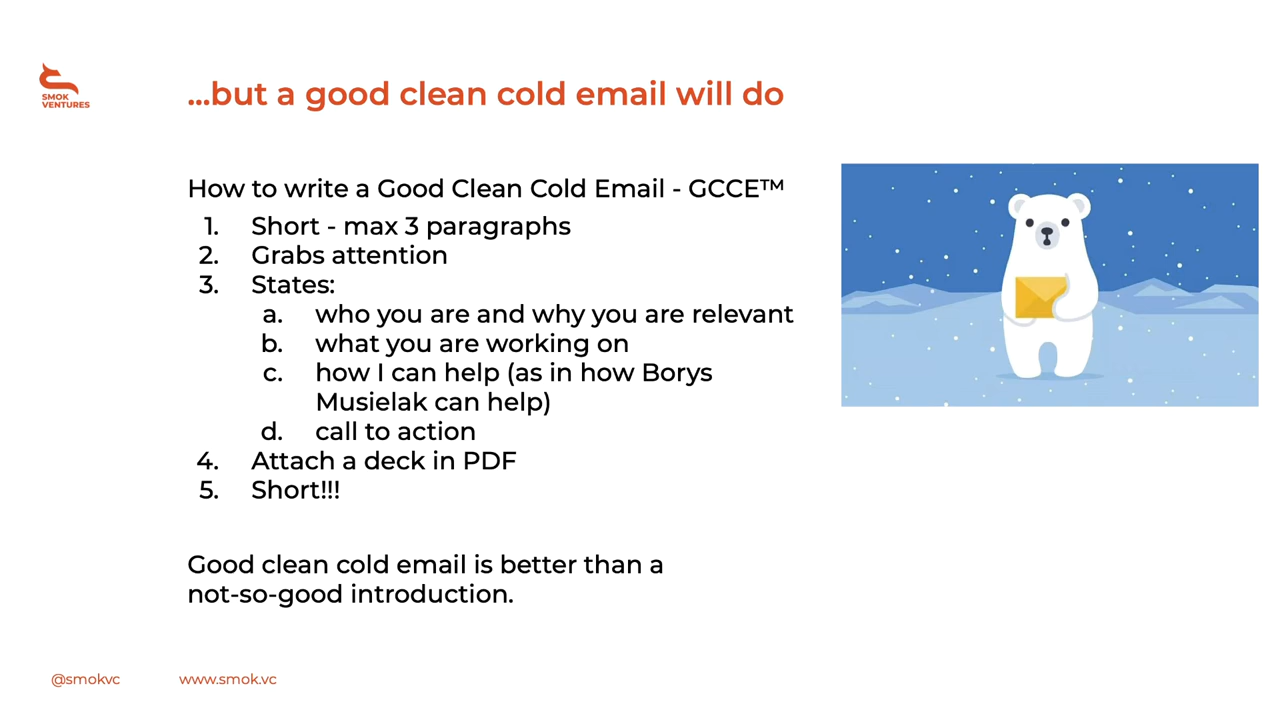 SMOK
VENTURES
...but a good clean cold email will do
How to write a Good Clean Cold Email - GCCE™
1. Short - max 3 paragraphs
2. Grabs attention
3. States:
a. who you are and why you are relevant
b. what you are working on
c. how I can help (as in how Borys
Musielak can help)
d. call to action
4. Attach a deck in PDF
5. Short!!!
Good clean cold email is better than a
not-so-good introduction.
@smokvc
www.smok.vc